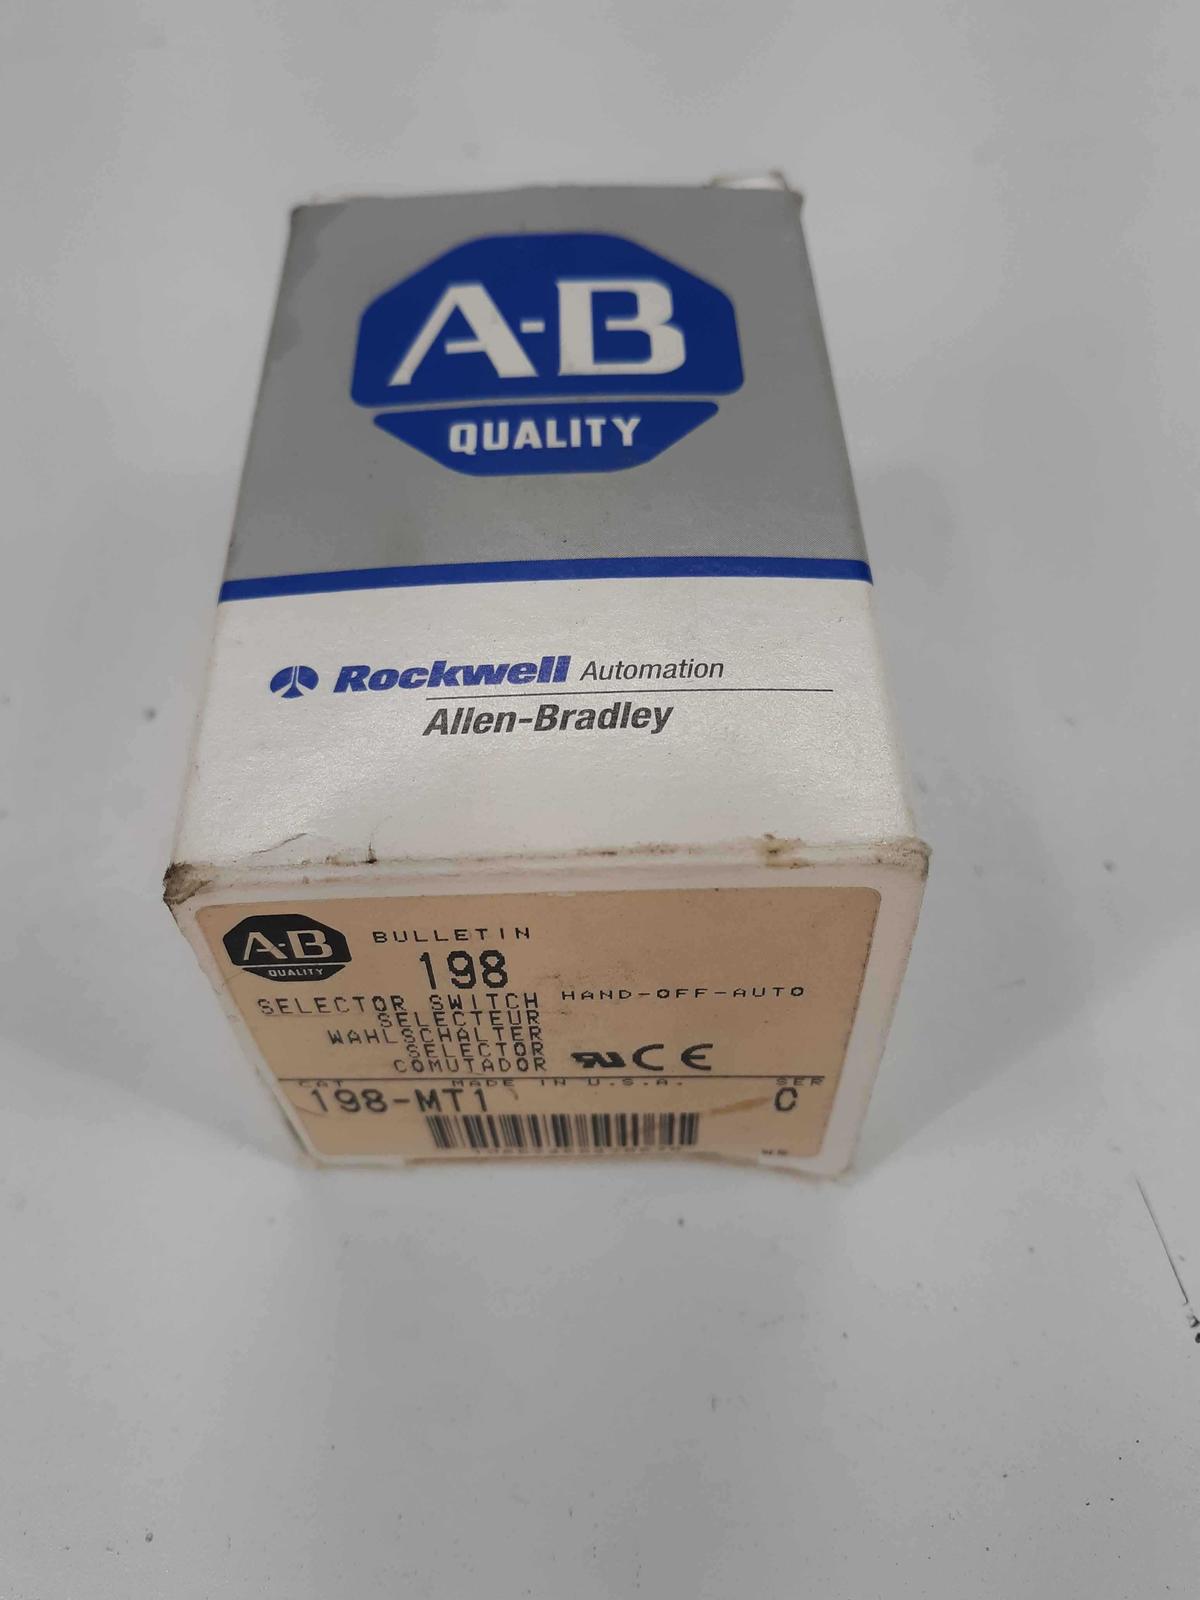 A-B
QUALITY
Rockwell Automation
Allen-Bradley
A-B
QUALITY
BULLETIN
198
SELECTOR SWITCH HAND-OFF-AUTO
SELECTEUR
WAHLSCHALTER
SELECTOR
COMUTADOR CE
CAT MADE IN U.S.A. SER
198-MT1 C